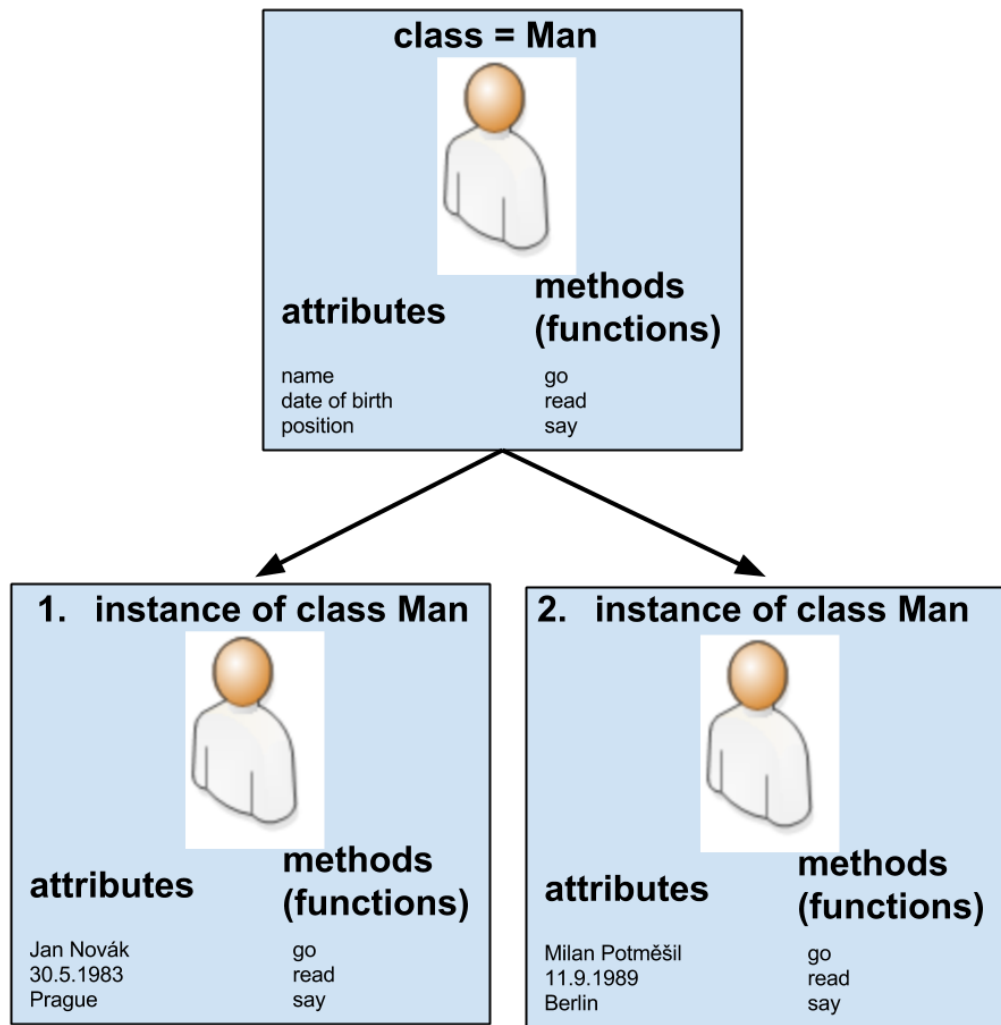 class = Man
attributes
methods
(functions)
name
date of birth
position
go
read
say
1. instance of class Man
attributes
methods
(functions)
Jan Novák
30.5.1983
Prague
go
read
say
2. instance of class Man
attributes
methods
(functions)
Milan Potměšil
11.9.1989
Berlin
go
read
say